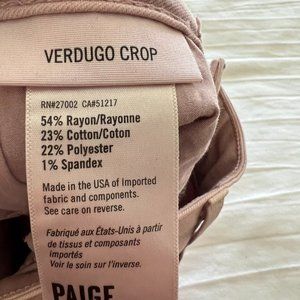 VERDUGO CROP
RN#27002 CA#51217
54% Rayon/Rayonne
23% Cotton/Coton
22% Polyester
1% Spandex
Made in the USA of Imported
fabric and components.
See care on reverse.
Fabriqué aux États-Unis à partir
de tissus et composants
importés
Voir le soin sur l'inverse.
PAIGE